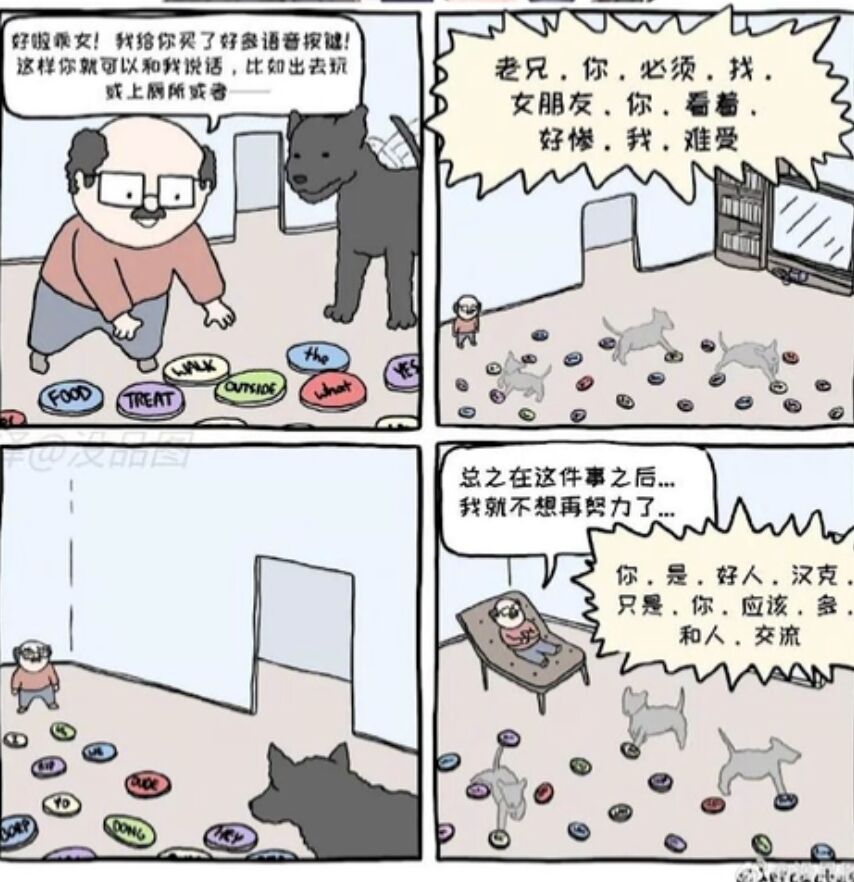 好啦乖女！我给你买了好多语音按键！
这样你就可以和我说话，比如出去玩
或上厕所或者——
FOOD
TREAT
WALK
OUTSIDE
the
what
YES
老兄．你．必须．找．
女朋友．你．看着．
好惨．我．难受
@没品图
DUDE
YO
DONG
总之在这件事之后...
我就不想再努力了...
你．是．好人．汉克．
只是．你．应该．多．
和人．交流